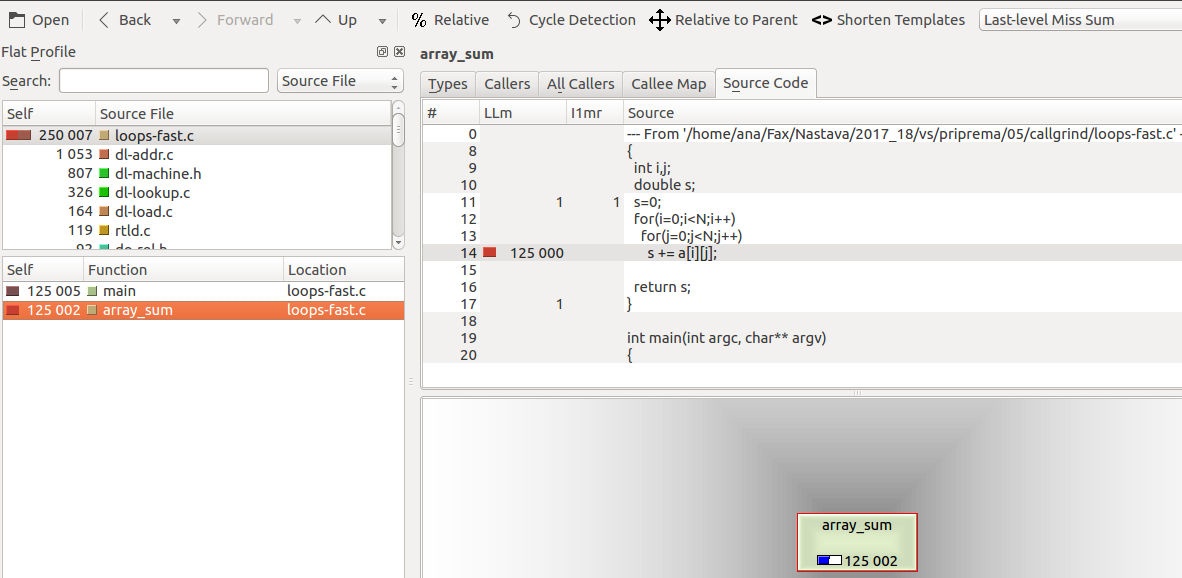 Open Back Forward Up % Relative Cycle Detection Relative to Parent <> Shorten Templates Last-level Miss Sum
Flat Profile
Search: Source File
Self Source File
250 007 loops-fast.c
1 053 dl-addr.c
807 dl-machine.h
326 dl-lookup.c
164 dl-load.c
119 rtld.c
92 do-rel.h
Self Function Location
125 005 main loops-fast.c
125 002 array_sum loops-fast.c
array_sum
Types Callers All Callers Callee Map Source Code
# LLm I1mr Source
0 --- From '/home/ana/Fax/Nastava/2017_18/vs/priprema/05/callgrind/loops-fast.c' -
8 {
9 int i,j;
10 double s;
11 1 1 s=0;
12 for(i=0;i<N;i++)
13 for(j=0;j<N;j++)
14 125 000 s += a[i][j];
15
16 return s;
17 1 }
18
19 int main(int argc, char** argv)
20 {
array_sum
125 002